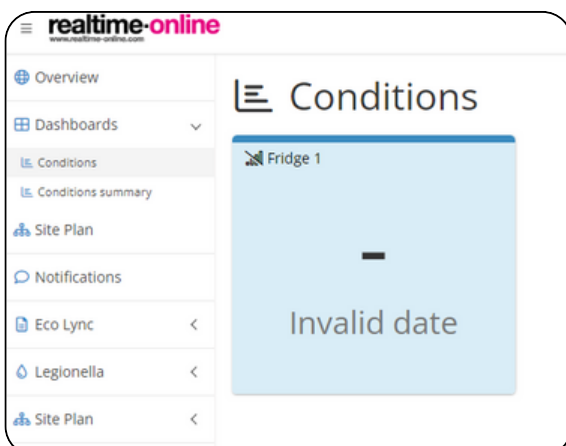 realtime-online
www.realtime-online.com
Overview
Dashboards
Conditions
Conditions summary
Site Plan
Notifications
Eco Lync
Legionella
Site Plan
Conditions
Fridge 1
-
Invalid date